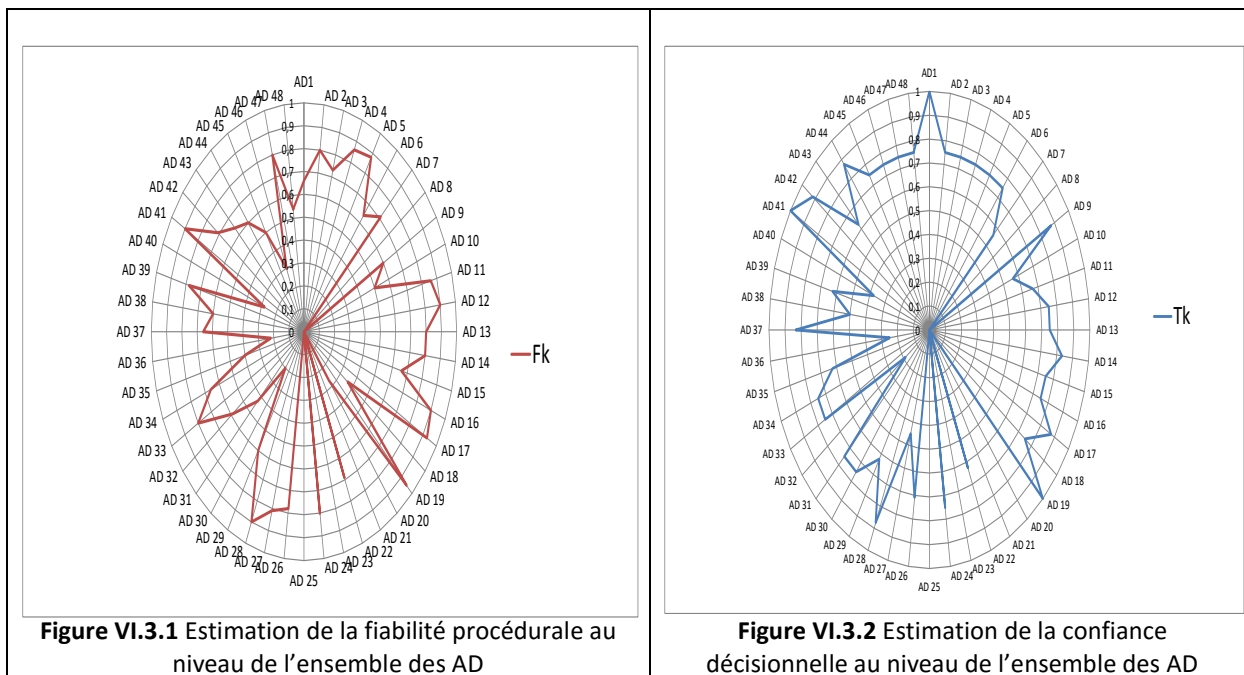 AD1
AD 2
AD 3
AD 4
AD 5
AD 6
AD 7
AD 8
AD 9
AD 10
AD 11
AD 12
AD 13
AD 14
AD 15
AD 16
AD 17
AD 18
AD 19
AD 20
AD 21
AD 22
AD 23
AD 24
AD 25
AD 26
AD 27
AD 28
AD 29
AD 30
AD 31
AD 32
AD 33
AD 34
AD 35
AD 36
AD 37
AD 38
AD 39
AD 40
AD 41
AD 42
AD 43
AD 44
AD 45
AD 46
AD 47
AD 48
1
0,9
0,8
0,7
0,6
0,5
0,4
0,3
0,2
0,1
0
Fk
Figure VI.3.1 Estimation de la fiabilité procédurale au
niveau de l’ensemble des AD
AD1
AD 2
AD 3
AD 4
AD 5
AD 6
AD 7
AD 8
AD 9
AD 10
AD 11
AD 12
AD 13
AD 14
AD 15
AD 16
AD 17
AD 18
AD 19
AD 20
AD 21
AD 22
AD 23
AD 24
AD 25
AD 26
AD 27
AD 28
AD 29
AD 30
AD 31
AD 32
AD 33
AD 34
AD 35
AD 36
AD 37
AD 38
AD 39
AD 40
AD 41
AD 42
AD 43
AD 44
AD 45
AD 46
AD 47
AD 48
1
0,9
0,8
0,7
0,6
0,5
0,4
0,3
0,2
0,1
0
Tk
Figure VI.3.2 Estimation de la confiance
décisionnelle au niveau de l’ensemble des AD